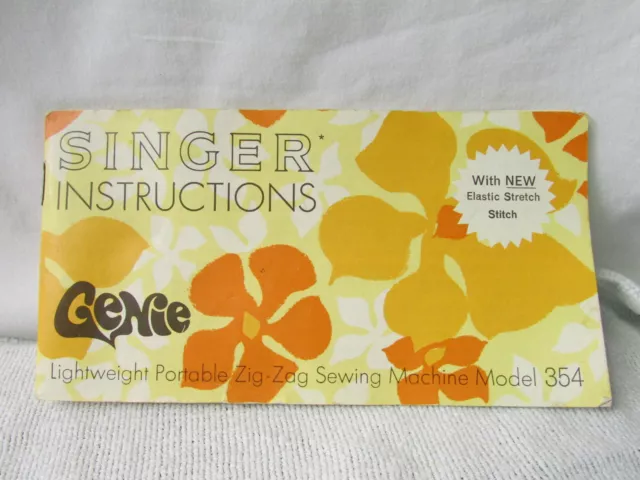 SINGER*
INSTRUCTIONS
With NEW
Elastic Stretch
Stitch
Genie
Lightweight Portable Zig-Zag Sewing Machine Model 354